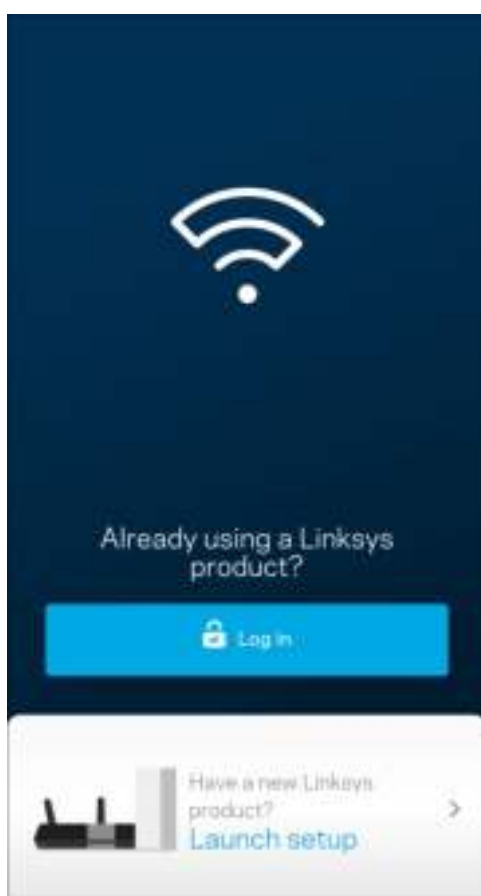 Already using a Linksys
product?
Log in
Have a new Linksys
product?
Launch setup